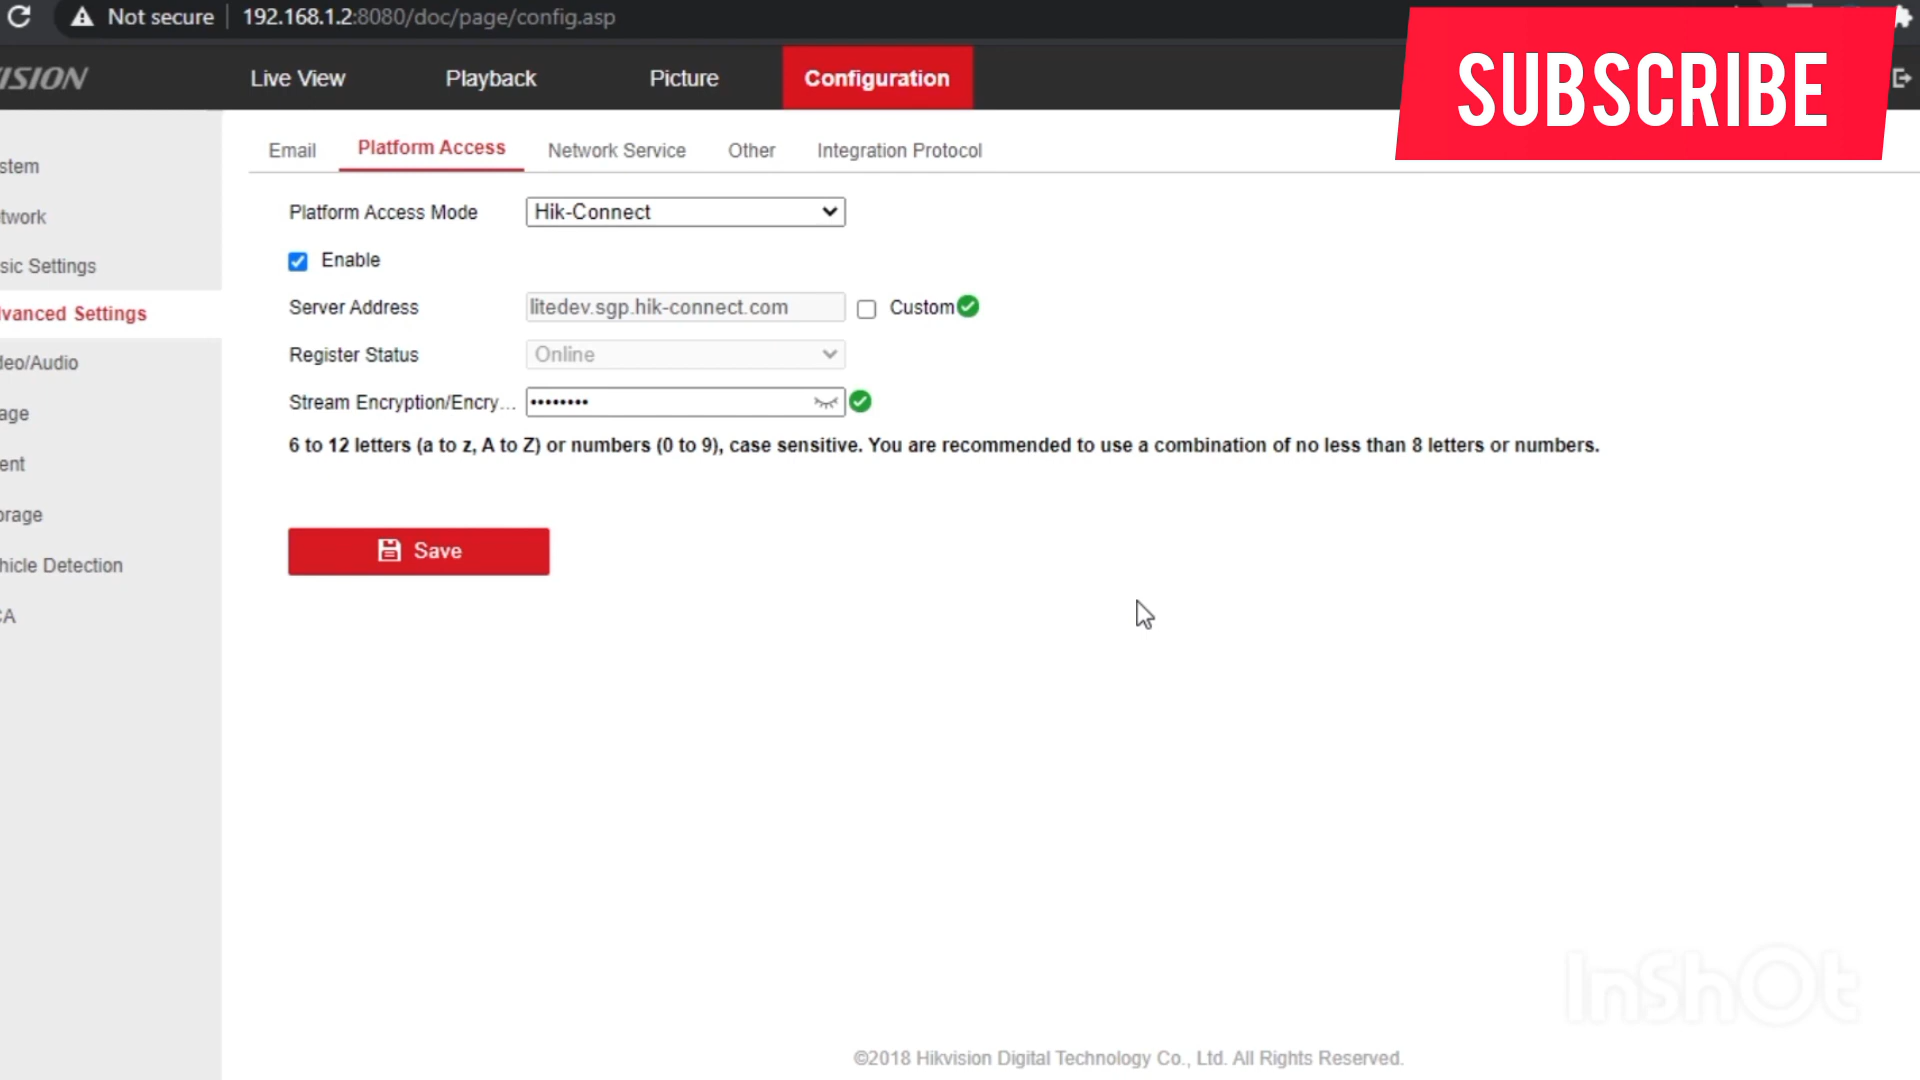 Not secure | 192.168.1.2:8080/doc/page/config.asp
SUBSCRIBE
VISION Live View Playback Picture Configuration
Email Platform Access Network Service Other Integration Protocol
stem
twork
sic Settings
dvanced Settings
deo/Audio
age
ent
orage
hicle Detection
CA
Platform Access Mode Hik-Connect
Enable
Server Address litedev.sgp.hik-connect.com Custom
Register Status Online
Stream Encryption/Encry... ••••••••
6 to 12 letters (a to z, A to Z) or numbers (0 to 9), case sensitive. You are recommended to use a combination of no less than 8 letters or numbers.
Save
InShOt
©2018 Hikvision Digital Technology Co., Ltd. All Rights Reserved.